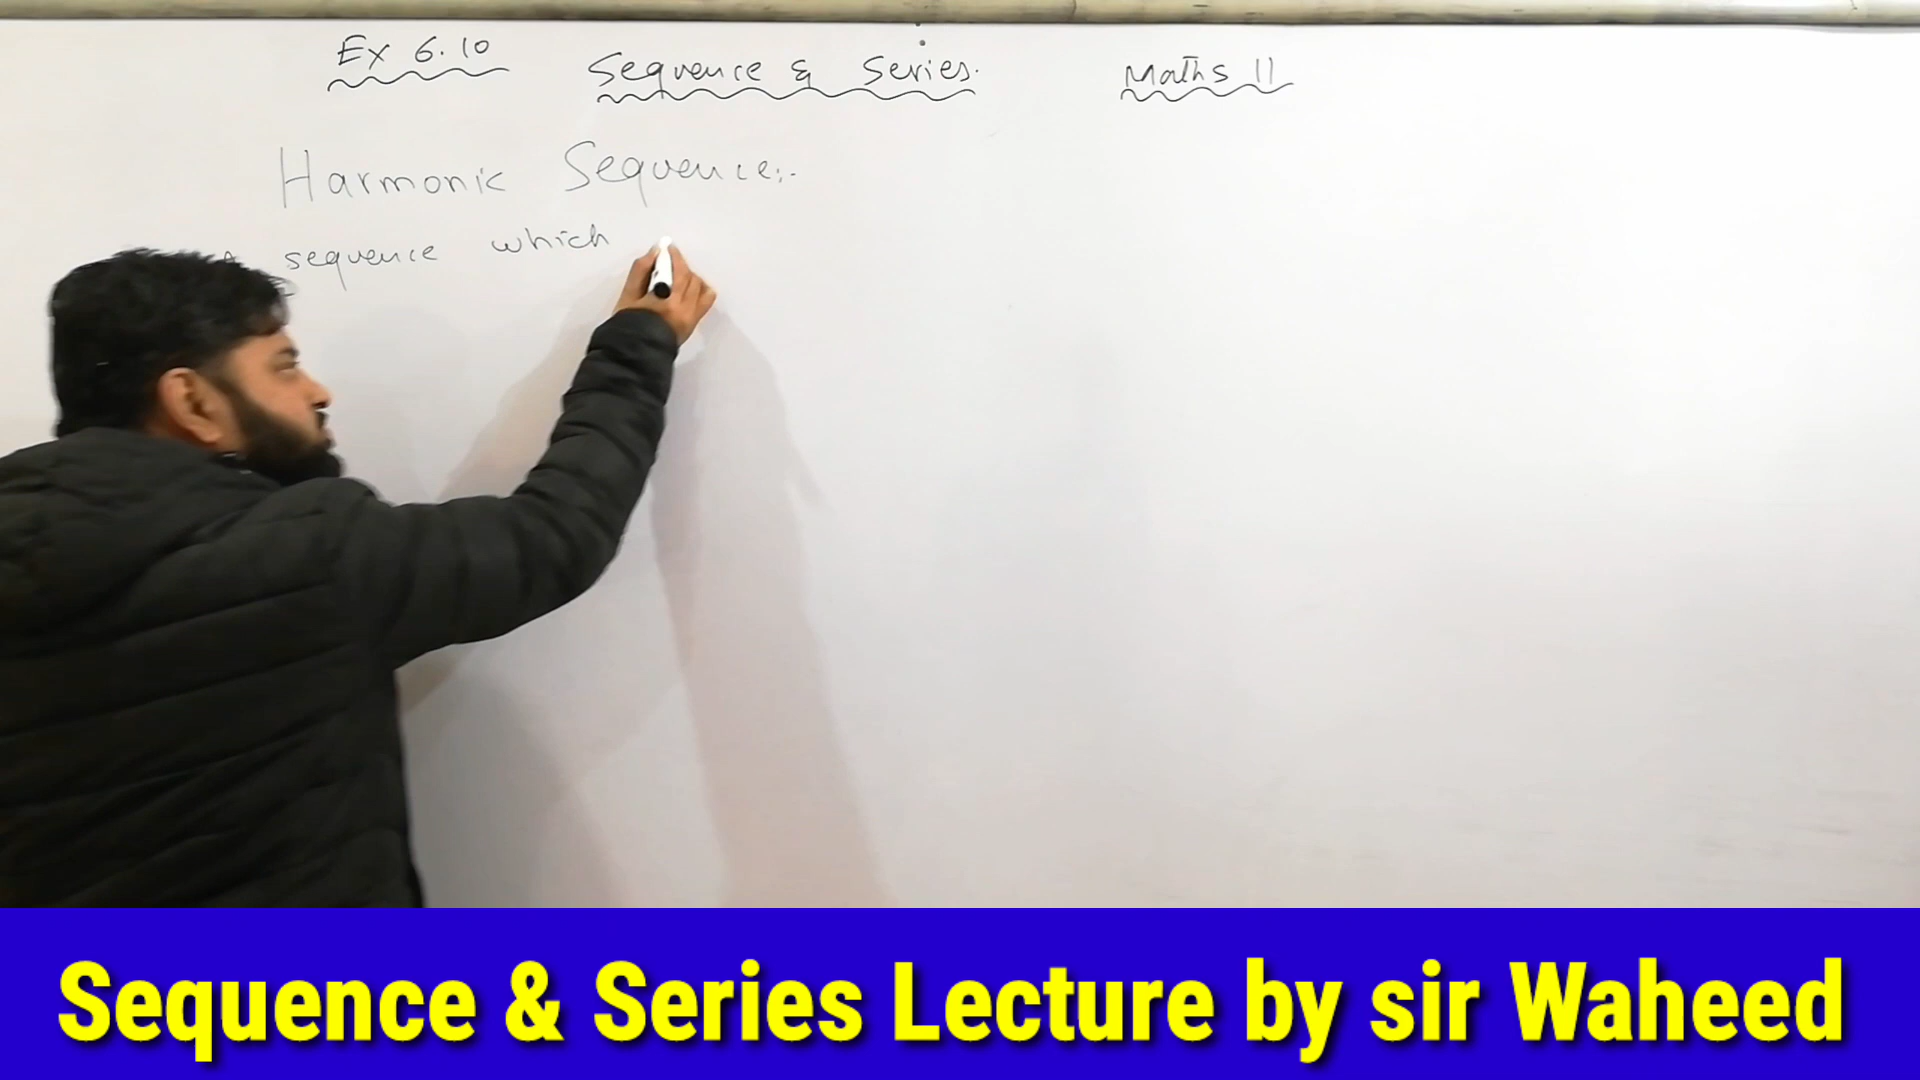 Ex 6.10 Sequence & Series. Maths 11
Harmonic Sequence:-
A sequence which
Sequence & Series Lecture by sir Waheed